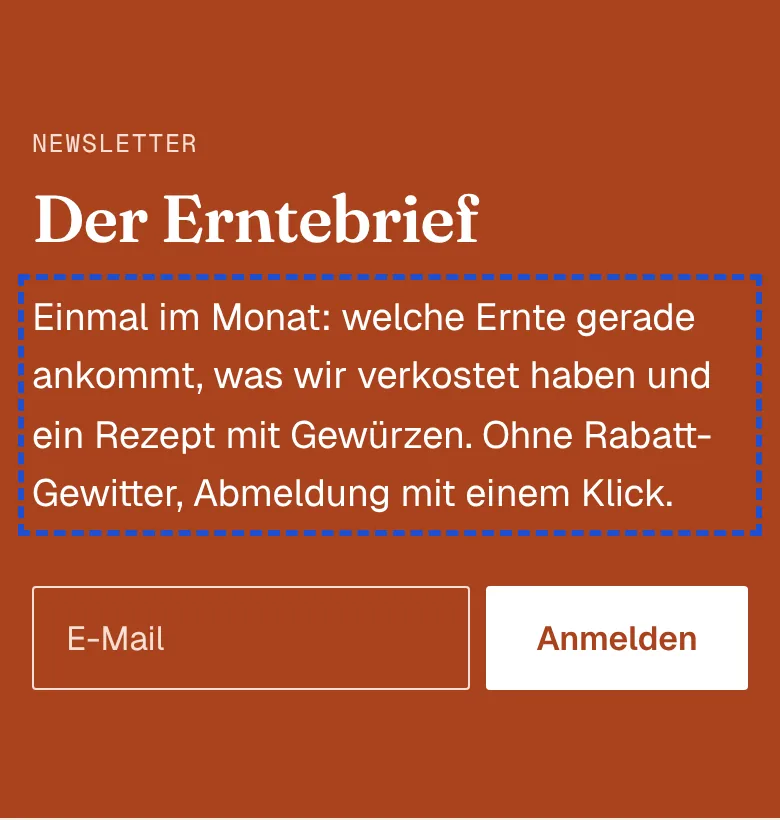 NEWSLETTER
Der Erntebrief
Einmal im Monat: welche Ernte gerade
ankommt, was wir verkostet haben und
ein Rezept mit Gewürzen. Ohne Rabatt-
Gewitter, Abmeldung mit einem Klick.
E-Mail
Anmelden